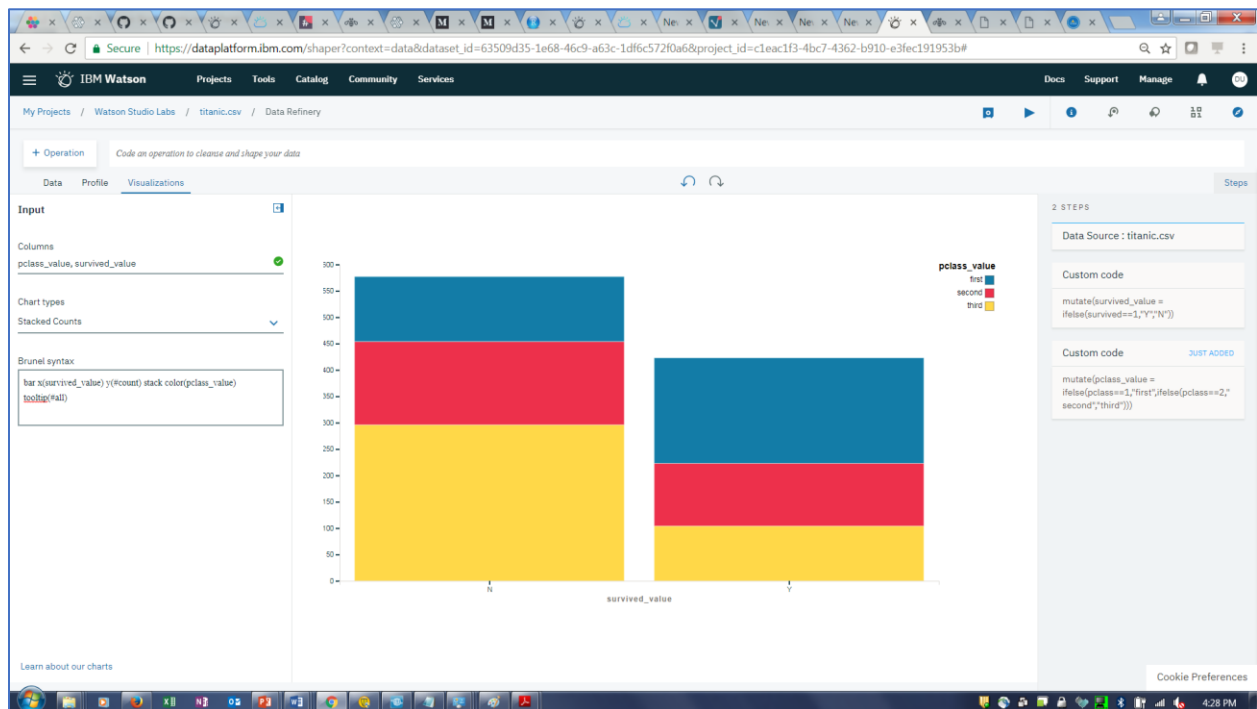 Secure
https://dataplatform.ibm.com/shaper?context=data&dataset_id=63509d35-1e68-46c9-a63c-1df6c572f0a6&project_id=c1eac1f3-4bc7-4362-b910-e3fec191953b#
IBM Watson
Projects
Tools
Catalog
Community
Services
Docs
Support
Manage
DU
My Projects / Watson Studio Labs / titanic.csv / Data Refinery
+ Operation
Code an operation to cleanse and shape your data
Data
Profile
Visualizations
Steps
Input
Columns
pclass_value, survived_value
Chart types
Stacked Counts
Brunel syntax
bar x(survived_value) y(#count) stack color(pclass_value)
tooltip(#all)
Learn about our charts
600
550
500
450
400
350
300
250
200
150
100
50
0
N
Y
survived_value
pclass_value
first
second
third
2 STEPS
Data Source : titanic.csv
Custom code
mutate(survived_value =
ifelse(survived==1,"Y","N"))
Custom code
JUST ADDED
mutate(pclass_value =
ifelse(pclass==1,"first",ifelse(pclass==2,"
second","third")))
Cookie Preferences
4:28 PM